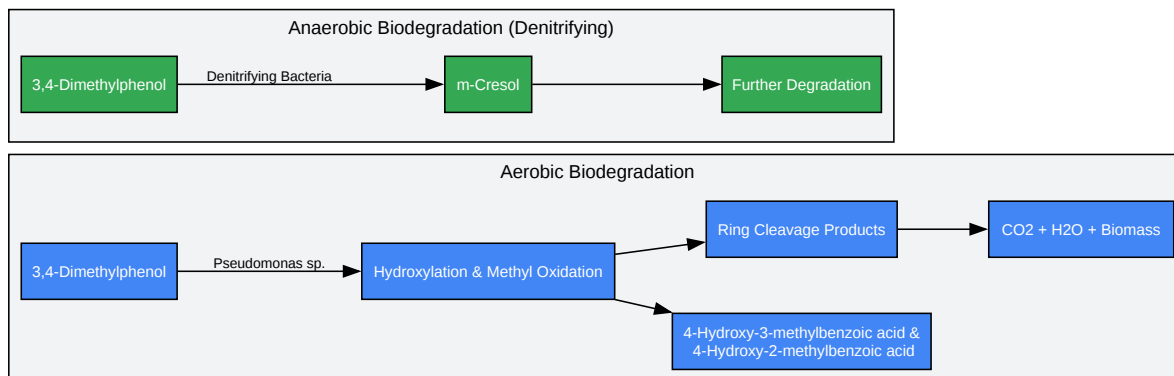 Anaerobic Biodegradation (Denitrifying)
3,4-Dimethylphenol
Denitrifying Bacteria
m-Cresol
Further Degradation
Aerobic Biodegradation
3,4-Dimethylphenol
Pseudomonas sp.
Hydroxylation & Methyl Oxidation
Ring Cleavage Products
CO2 + H2O + Biomass
4-Hydroxy-3-methylbenzoic acid &
4-Hydroxy-2-methylbenzoic acid